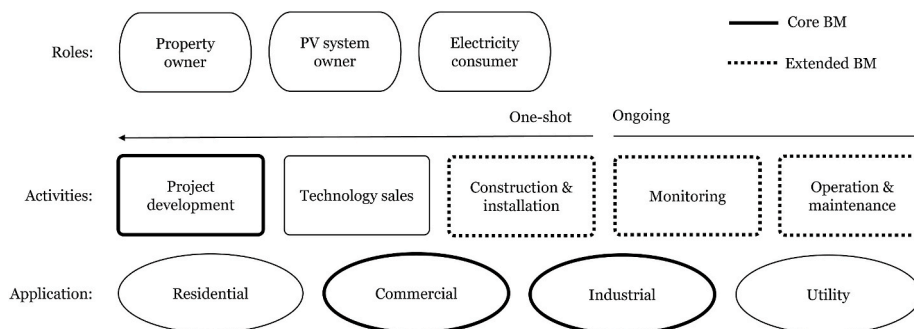 Roles:
Property
owner
PV system
owner
Electricity
consumer
Core BM
Extended BM
One-shot
Ongoing
Activities:
Project
development
Technology sales
Construction &
installation
Monitoring
Operation &
maintenance
Application:
Residential
Commercial
Industrial
Utility